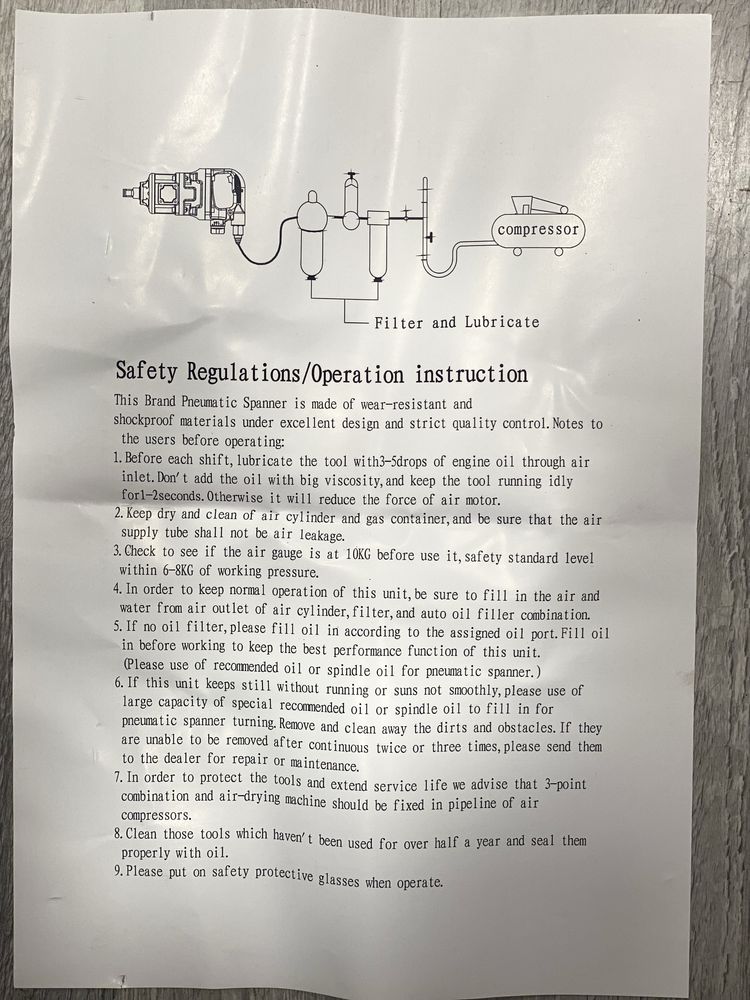 compressor
Filter and Lubricate
Safety Regulations/Operation instruction
This Brand Pneumatic Spanner is made of wear-resistant and
shockproof materials under excellent design and strict quality control. Notes to
the users before operating:
1. Before each shift, lubricate the tool with3-5drops of engine oil through air
inlet. Don't add the oil with big viscosity, and keep the tool running idly
for1-2seconds. Otherwise it will reduce the force of air motor.
2. Keep dry and clean of air cylinder and gas container, and be sure that the air
supply tube shall not be air leakage.
3. Check to see if the air gauge is at 10KG before use it, safety standard level
within 6-8KG of working pressure.
4. In order to keep normal operation of this unit, be sure to fill in the air and
water from air outlet of air cylinder, filter, and auto oil filler combination.
5. If no oil filter, please fill oil in according to the assigned oil port. Fill oil
in before working to keep the best performance function of this unit.
(Please use of recommended oil or spindle oil for pneumatic spanner.)
6. If this unit keeps still without running or suns not smoothly, please use of
large capacity of special recommended oil or spindle oil to fill in for
pneumatic spanner turning. Remove and clean away the dirts and obstacles. If they
are unable to be removed after continuous twice or three times, please send them
to the dealer for repair or maintenance.
7. In order to protect the tools and extend service life we advise that 3-point
combination and air-drying machine should be fixed in pipeline of air
compressors.
8. Clean those tools which haven't been used for over half a year and seal them
properly with oil.
9. Please put on safety protective glasses when operate.